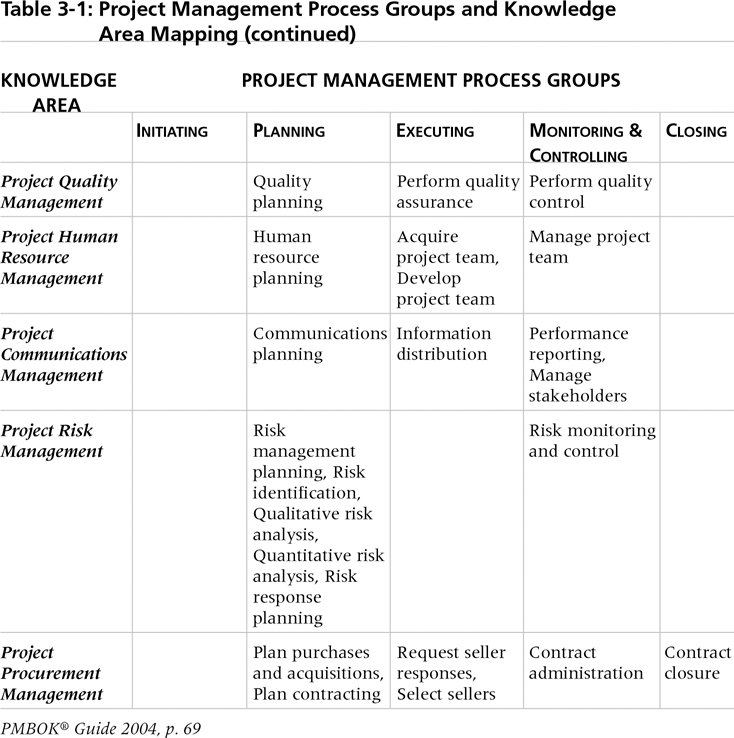 Table 3-1: Project Management Process Groups and Knowledge
Area Mapping (continued)
KNOWLEDGE
AREA
PROJECT MANAGEMENT PROCESS GROUPS
INITIATING
PLANNING
EXECUTING
MONITORING &
CONTROLLING
CLOSING
Project Quality
Management
Quality
planning
Perform quality
assurance
Perform quality
control
Project Human
Resource
Management
Human
resource
planning
Acquire
project team,
Develop
project team
Manage project
team
Project
Communications
Management
Communications
planning
Information
distribution
Performance
reporting,
Manage
stakeholders
Project Risk
Management
Risk
management
planning, Risk
identification,
Qualitative risk
analysis,
Quantitative risk
analysis, Risk
response
planning
Risk monitoring
and control
Project
Procurement
Management
Plan purchases
and acquisitions,
Plan contracting
Request seller
responses,
Select sellers
Contract
administration
Contract
closure
PMBOK® Guide 2004, p. 69